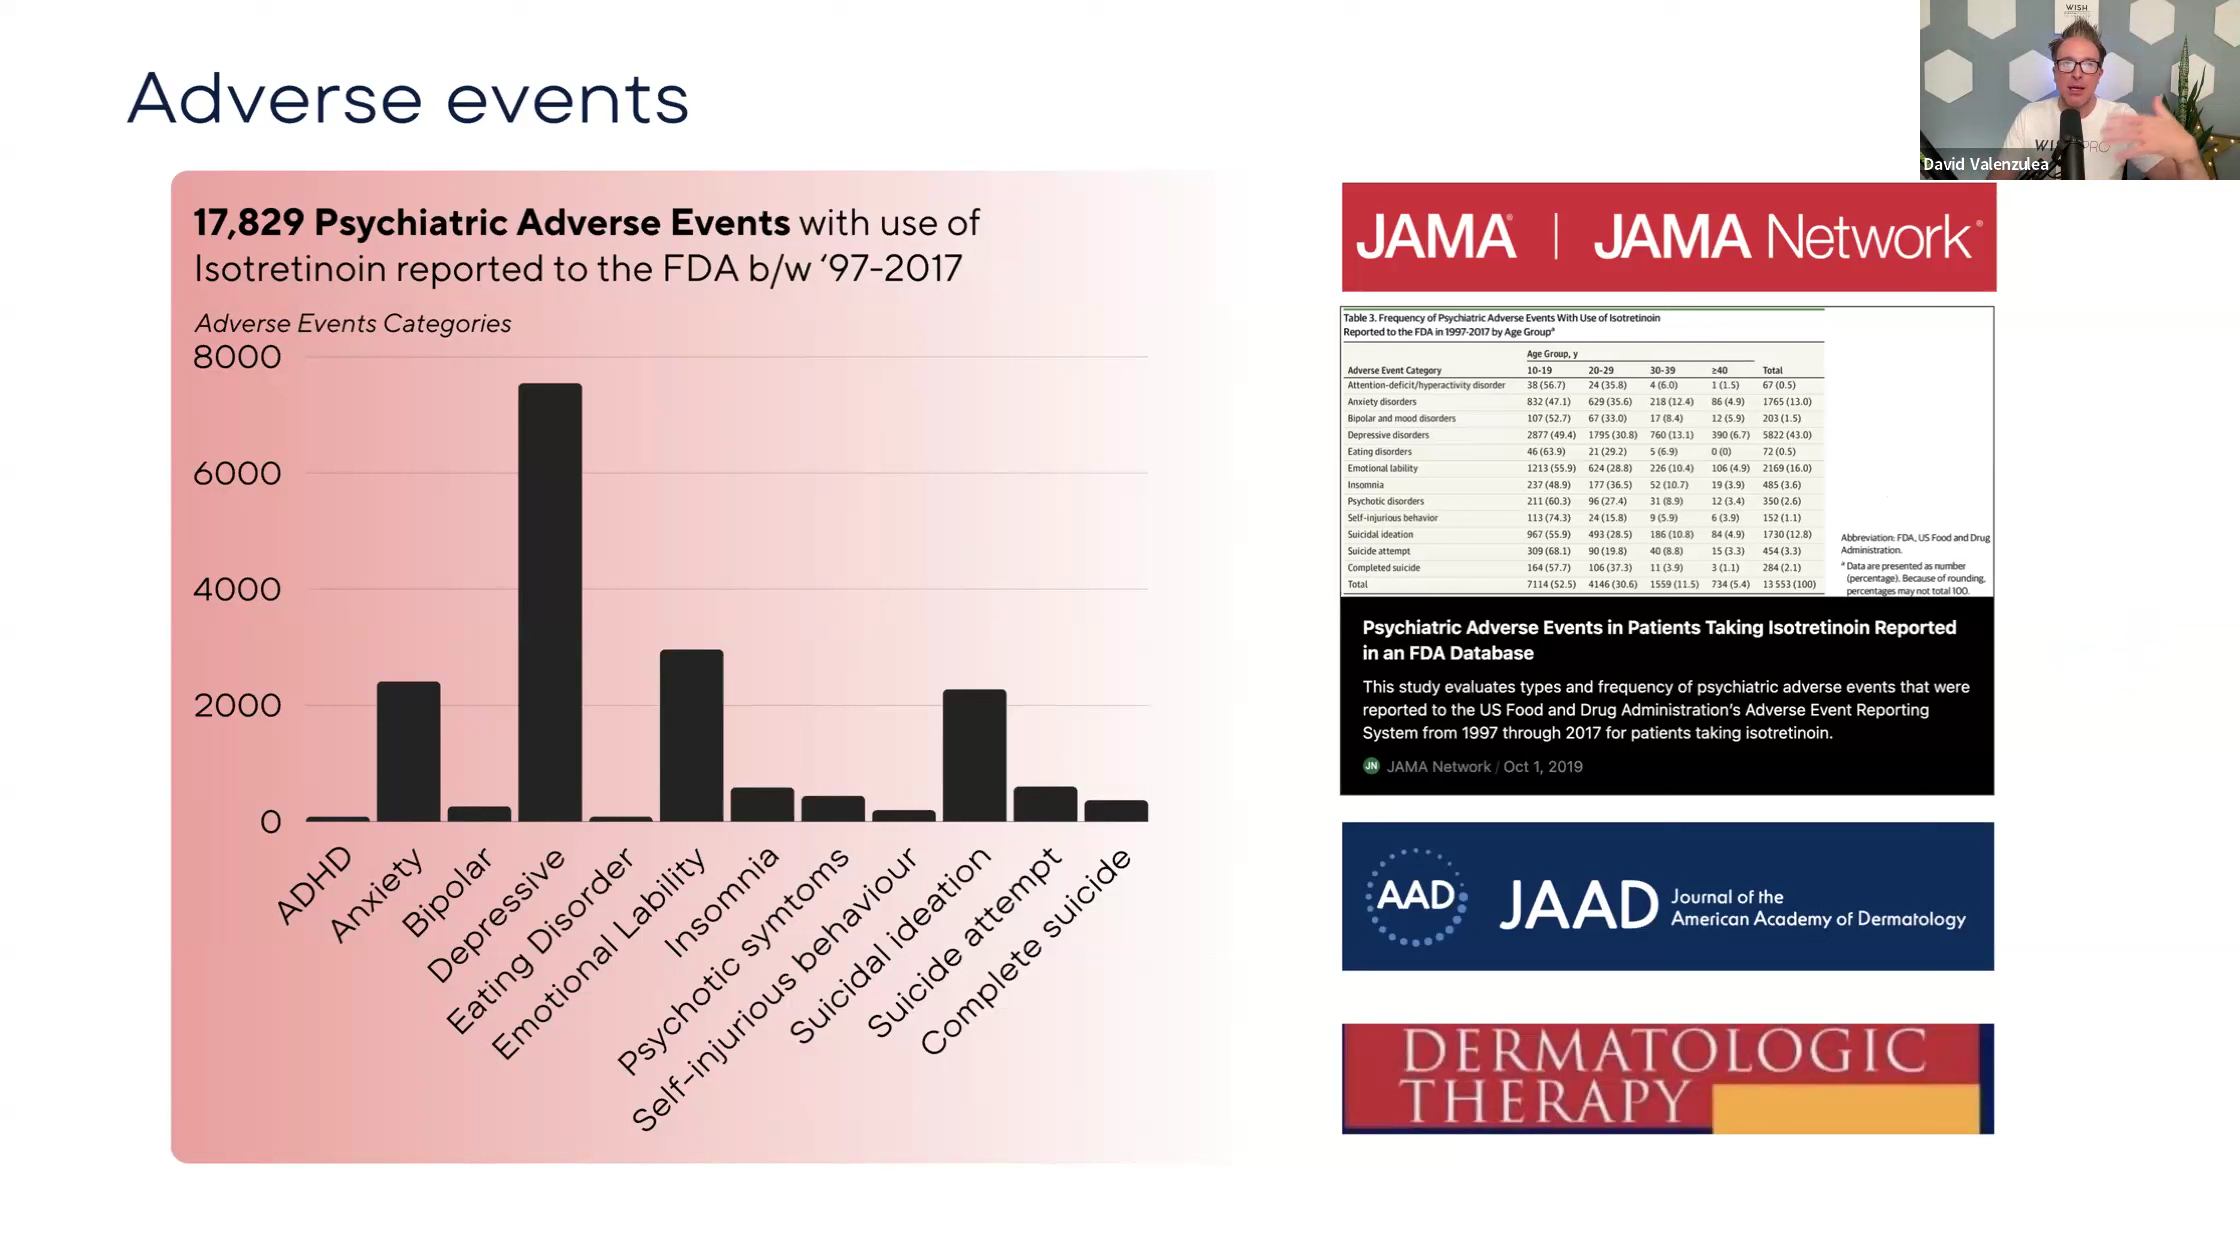 Adverse events
WISH
WISH PRO
David Valenzulea
17,829 Psychiatric Adverse Events with use of
Isotretinoin reported to the FDA b/w ‘97-2017
Adverse Events Categories
8000
6000
4000
2000
0
ADHD
Anxiety
Bipolar
Depressive
Eating Disorder
Emotional Lability
Insomnia
Psychotic symtoms
Self-injurious behaviour
Suicidal ideation
Suicide attempt
Complete suicide
JAMA® | JAMA Network®
Table 3. Frequency of Psychiatric Adverse Events With Use of Isotretinoin
Reported to the FDA in 1997-2017 by Age Groupª
Age Group, y
Adverse Event Category 10-19 20-29 30-39 ≥40 Total
Attention-deficit/hyperactivity disorder 38 (56.7) 24 (35.8) 4 (6.0) 1 (1.5) 67 (0.5)
Anxiety disorders 832 (47.1) 629 (35.6) 218 (12.4) 86 (4.9) 1765 (13.0)
Bipolar and mood disorders 107 (52.7) 67 (33.0) 17 (8.4) 12 (5.9) 203 (1.5)
Depressive disorders 2877 (49.4) 1795 (30.8) 760 (13.1) 390 (6.7) 5822 (43.0)
Eating disorders 46 (63.9) 21 (29.2) 5 (6.9) 0 (0) 72 (0.5)
Emotional lability 1213 (55.9) 624 (28.8) 226 (10.4) 106 (4.9) 2169 (16.0)
Insomnia 237 (48.9) 177 (36.5) 52 (10.7) 19 (3.9) 485 (3.6)
Psychotic disorders 211 (60.3) 96 (27.4) 31 (8.9) 12 (3.4) 350 (2.6)
Self-injurious behavior 113 (74.3) 24 (15.8) 9 (5.9) 6 (3.9) 152 (1.1)
Suicidal ideation 967 (55.9) 493 (28.5) 186 (10.8) 84 (4.9) 1730 (12.8)
Suicide attempt 309 (68.1) 90 (19.8) 40 (8.8) 15 (3.3) 454 (3.3)
Completed suicide 164 (57.7) 106 (37.3) 11 (3.9) 3 (1.1) 284 (2.1)
Total 7114 (52.5) 4146 (30.6) 1559 (11.5) 734 (5.4) 13 553 (100)
Abbreviation: FDA, US Food and Drug
Administration.
ª Data are presented as number
(percentage). Because of rounding,
percentages may not total 100.
Psychiatric Adverse Events in Patients Taking Isotretinoin Reported
in an FDA Database
This study evaluates types and frequency of psychiatric adverse events that were
reported to the US Food and Drug Administration’s Adverse Event Reporting
System from 1997 through 2017 for patients taking isotretinoin.
JN JAMA Network / Oct 1, 2019
AAD JAAD Journal of the
American Academy of Dermatology
DERMATOLOGIC
THERAPY